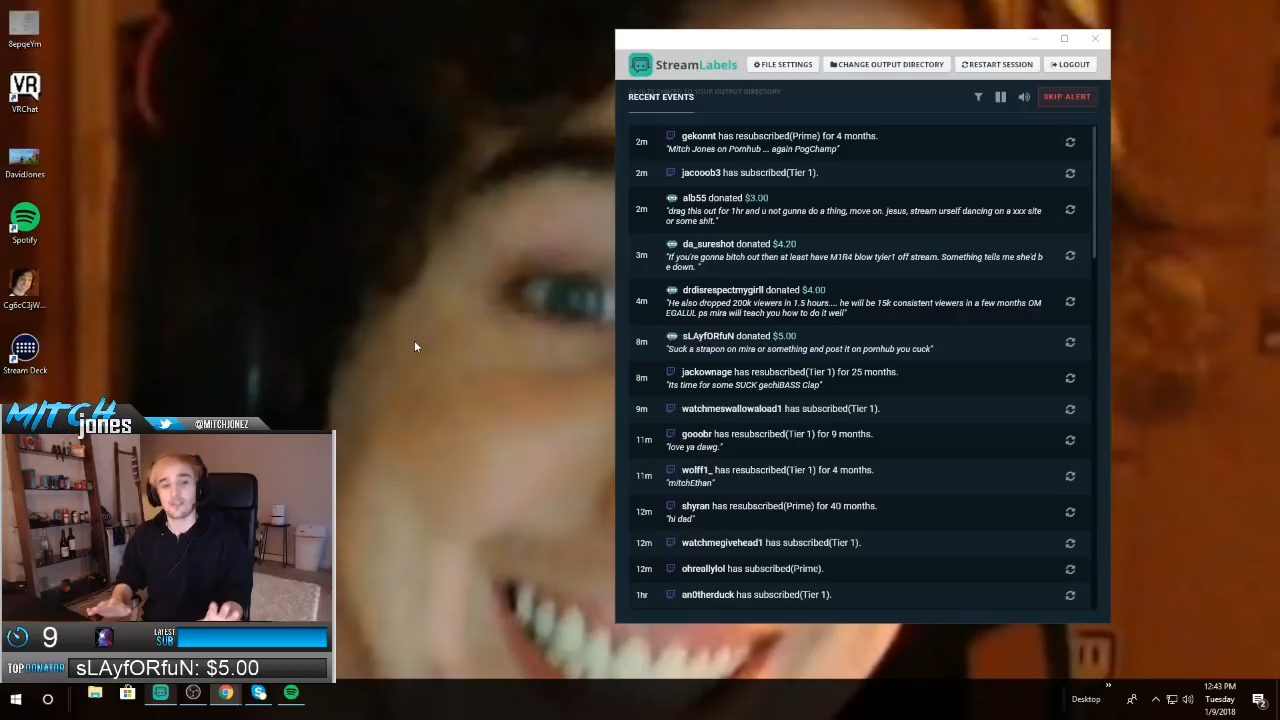 8epqeYm
VRChat
DavidJones
Spotify
Cg6cC3jW...
Stream Deck
StreamLabels
FILE SETTINGS
CHANGE OUTPUT DIRECTORY
RESTART SESSION
LOGOUT
RECENT EVENTS
SKIP ALERT
2m gekonnt has resubscribed(Prime) for 4 months.
"Mitch Jones on Pornhub ... again PogChamp"
2m jacooob3 has subscribed(Tier 1).
alb55 donated $3.00
2m "drag this out for 1hr and u not gunna do a thing, move on. jesus, stream urself dancing on a xxx site
or some shit."
da_sureshot donated $4.20
3m "If you're gonna bitch out then at least have M1R4 blow tyler1 off stream. Something tells me she'd b
e down. "
drdisrespectmygirll donated $4.00
4m "He also dropped 200k viewers in 1.5 hours.... he will be 15k consistent viewers in a few months OM
EGALUL ps mira will teach you how to do it well"
8m sLAyfORfuN donated $5.00
"Suck a strapon on mira or something and post it on pornhub you cuck"
8m jackownage has resubscribed(Tier 1) for 25 months.
"Its time for some SUCK gachiBASS Clap"
9m watchmeswallowaload1 has subscribed(Tier 1).
11m gooobr has resubscribed(Tier 1) for 9 months.
"love ya dawg."
11m wolff1_ has resubscribed(Tier 1) for 4 months.
"mitchEthan"
12m shyran has resubscribed(Prime) for 40 months.
"hi dad"
12m watchmegivehead1 has subscribed(Tier 1).
12m ohreallylol has subscribed(Prime).
1hr an0therduck has subscribed(Tier 1).
MITCH
jones
@MITCHJONEZ
9
LATEST
SUB
TOP DONATOR sLAyfORfuN: $5.00
Desktop
12:43 PM
Tuesday
1/9/2018
2